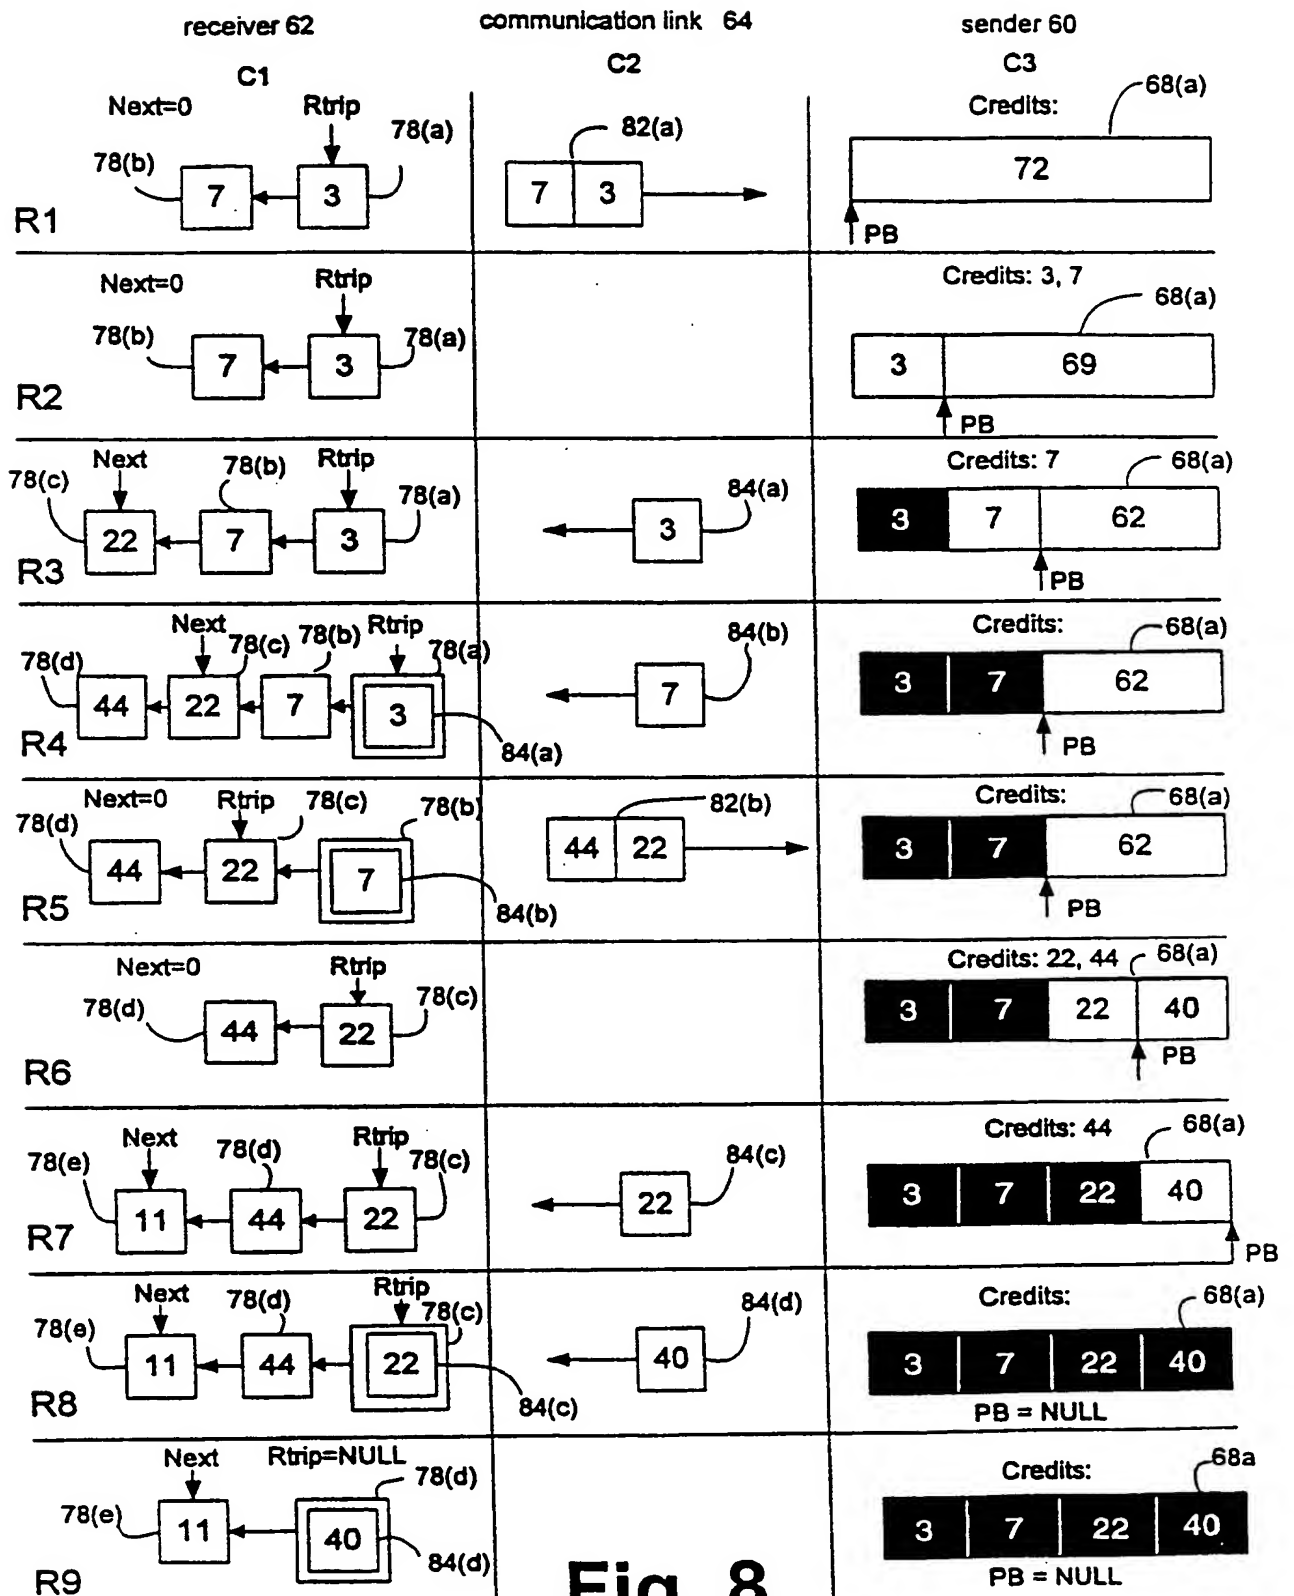 receiver 62 communication link 64 sender 60
C1 C2 C3
Next=0 Rtrip Credits: 68(a)
78(b) 78(a) 82(a)
7 3 7 3 72
R1 PB
Next=0 Rtrip Credits: 3, 7
78(b) 78(a) 68(a)
7 3 3 69
R2 PB
Next Rtrip Credits: 7
78(c) 78(b) 78(a) 84(a) 68(a)
22 7 3 3 3 7 62
R3 PB
Next Rtrip Credits:
78(d) 78(c) 78(b) 78(a) 84(b) 68(a)
44 22 7 3 7 3 7 62
R4 84(a) PB
Next=0 Rtrip Credits:
78(d) 78(c) 78(b) 82(b) 68(a)
44 22 7 44 22 3 7 62
R5 84(b) PB
Next=0 Rtrip Credits: 22, 44 68(a)
78(d) 78(c)
44 22 3 7 22 40
R6 PB
Next Rtrip Credits: 44 68(a)
78(e) 78(d) 78(c) 84(c)
11 44 22 22 3 7 22 40
R7 PB
Next Rtrip Credits: 68(a)
78(e) 78(d) 78(c) 84(d)
11 44 22 40 3 7 22 40
R8 84(c) PB = NULL
Next Rtrip=NULL Credits: 68a
78(e) 78(d)
11 40 3 7 22 40
R9 84(d) PB = NULL
Fig. 8